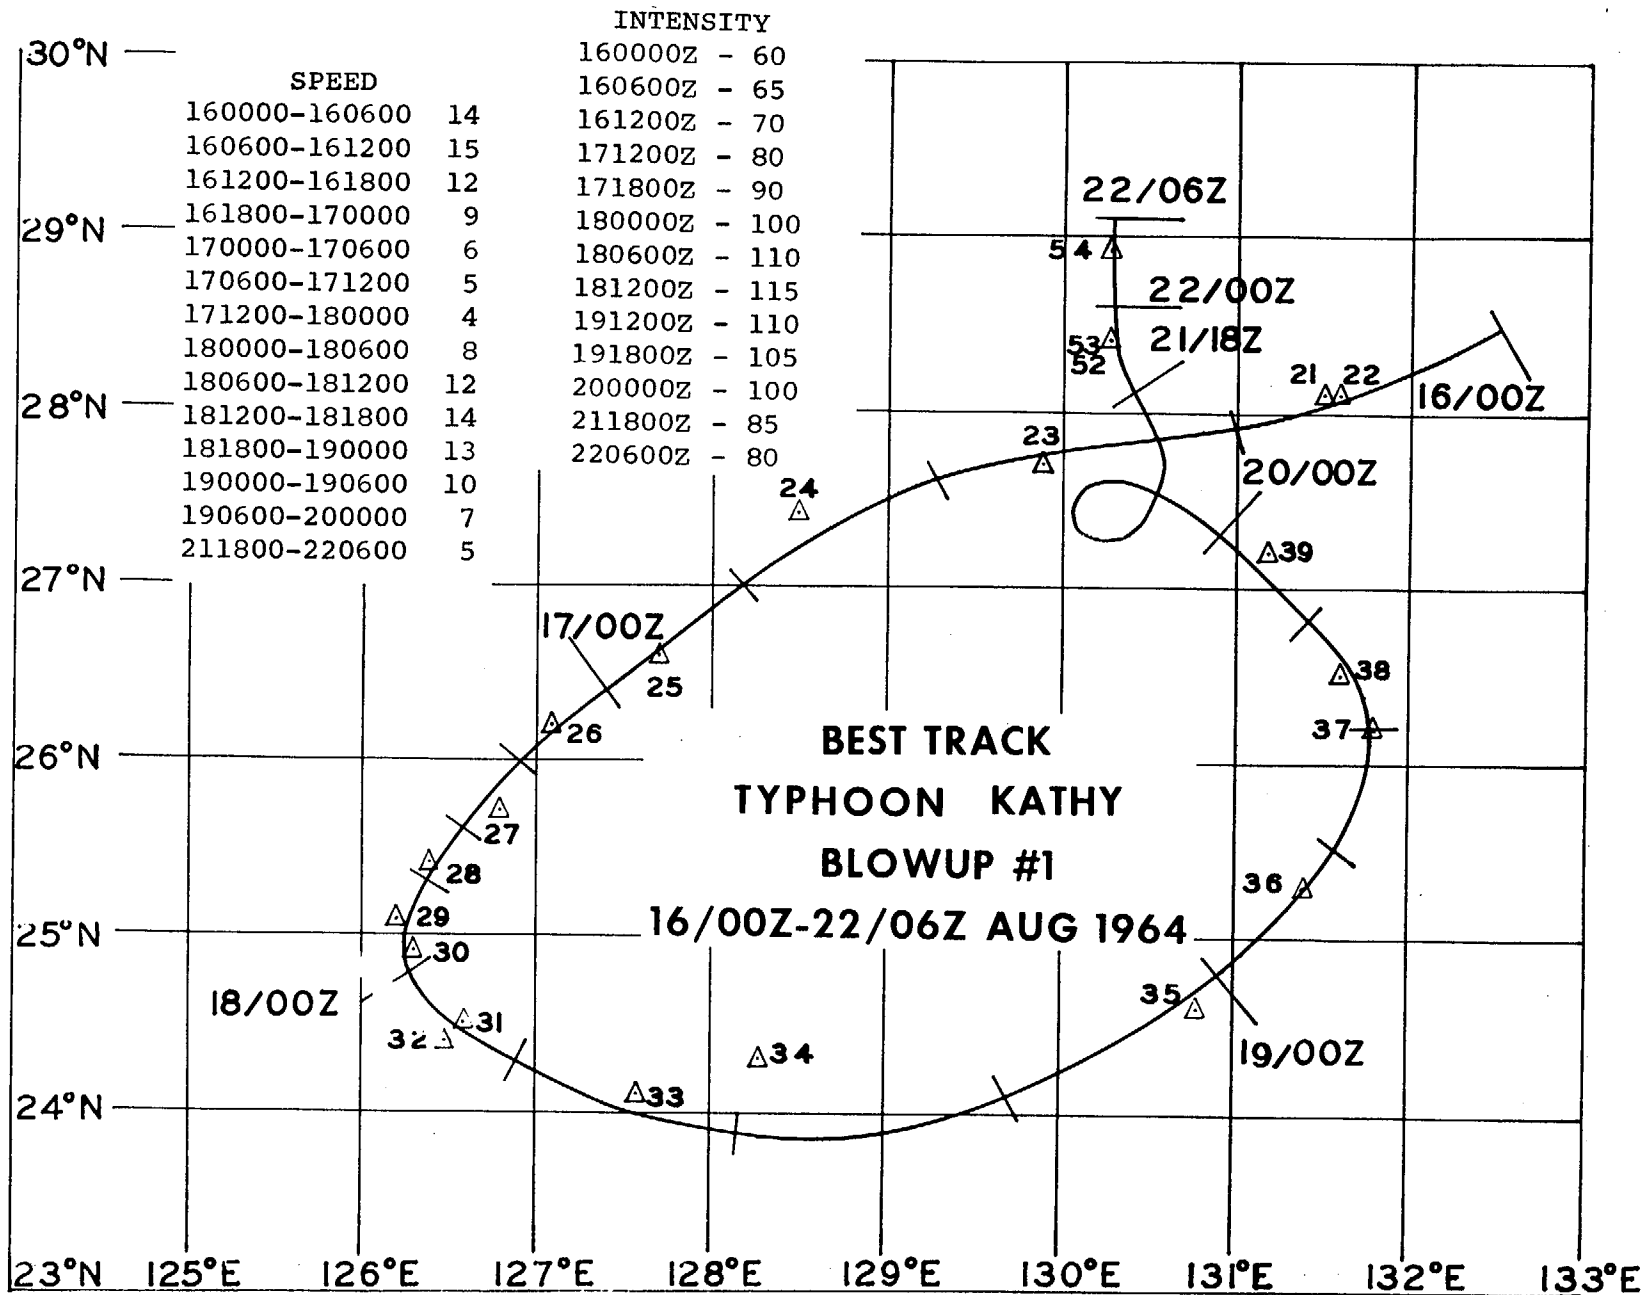 INTENSITY
160000Z - 60
160600Z - 65
161200Z - 70
171200Z - 80
171800Z - 90
180000Z - 100
180600Z - 110
181200Z - 115
191200Z - 110
191800Z - 105
200000Z - 100
211800Z - 85
220600Z - 80
SPEED
160000-160600 14
160600-161200 15
161200-161800 12
161800-170000 9
170000-170600 6
170600-171200 5
171200-180000 4
180000-180600 8
180600-181200 12
181200-181800 14
181800-190000 13
190000-190600 10
190600-200000 7
211800-220600 5
30°N
29°N
28°N
27°N
26°N
25°N
24°N
22/06Z
54
22/00Z
53
52
21/18Z
21 22
16/00Z
23
20/00Z
24
39
17/00Z
25
38
26
37
BEST TRACK
TYPHOON KATHY
BLOWUP #1
16/00Z-22/06Z AUG 1964
27
28
36
29
30
18/00Z
35
31
32
34
19/00Z
33
23°N 125°E 126°E 127°E 128°E 129°E 130°E 131°E 132°E 133°E